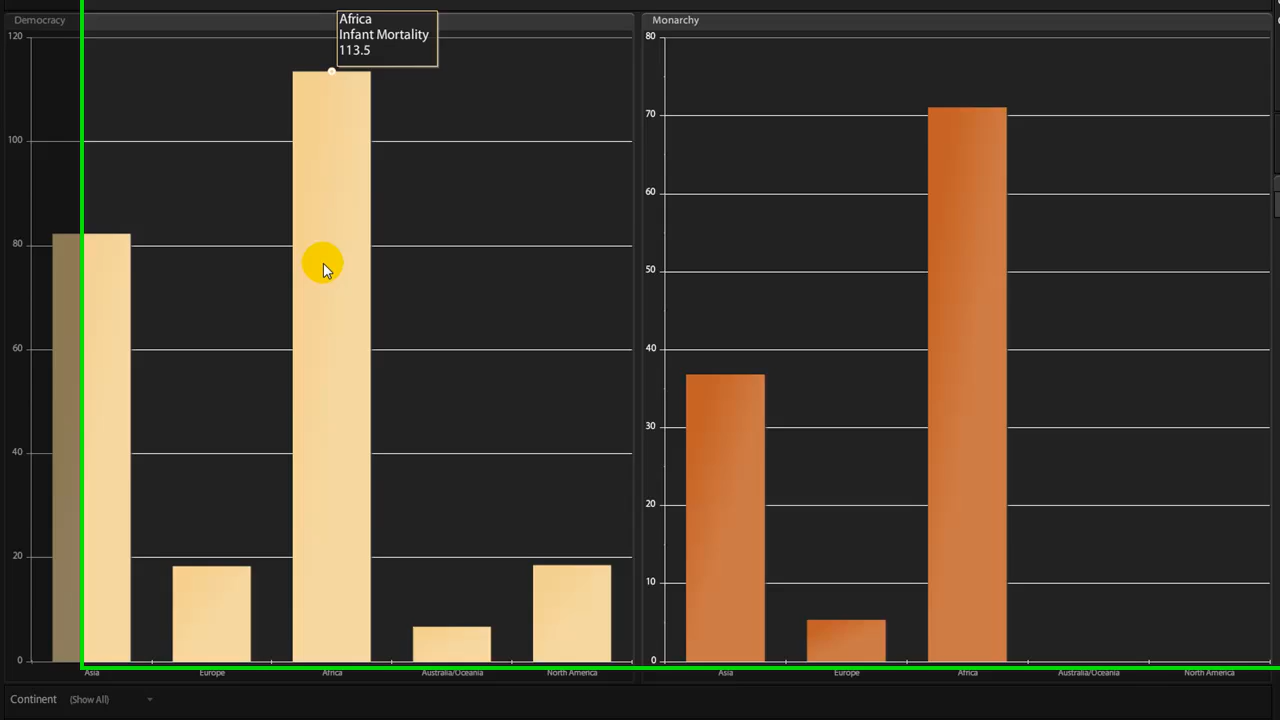 Democracy
Africa
Infant Mortality
113.5
120
100
80
60
40
20
0
Asia
Europe
Africa
Australia/Oceania
North America
Monarchy
80
70
60
50
40
30
20
10
0
Asia
Europe
Africa
Australia/Oceania
North America
Continent (Show All)